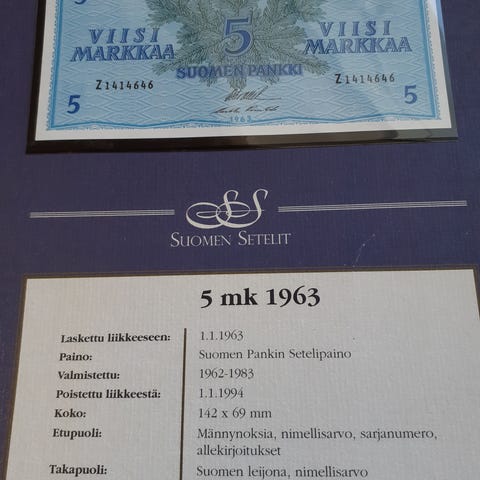 5
VIISI MARKKAA
5
VIISI MARKKAA
SUOMEN PANKKI
Z1414646
Z1414646
5
5
1963
SUOMEN SETELIT
5 mk 1963
Laskettu liikkeeseen: 1.1.1963
Paino: Suomen Pankin Setelipaino
Valmistettu: 1962-1983
Poistettu liikkeestä: 1.1.1994
Koko: 142 x 69 mm
Etupuoli: Männynoksia, nimellisarvo, sarjanumero,
allekirjoitukset
Takapuoli: Suomen leijona, nimellisarvo